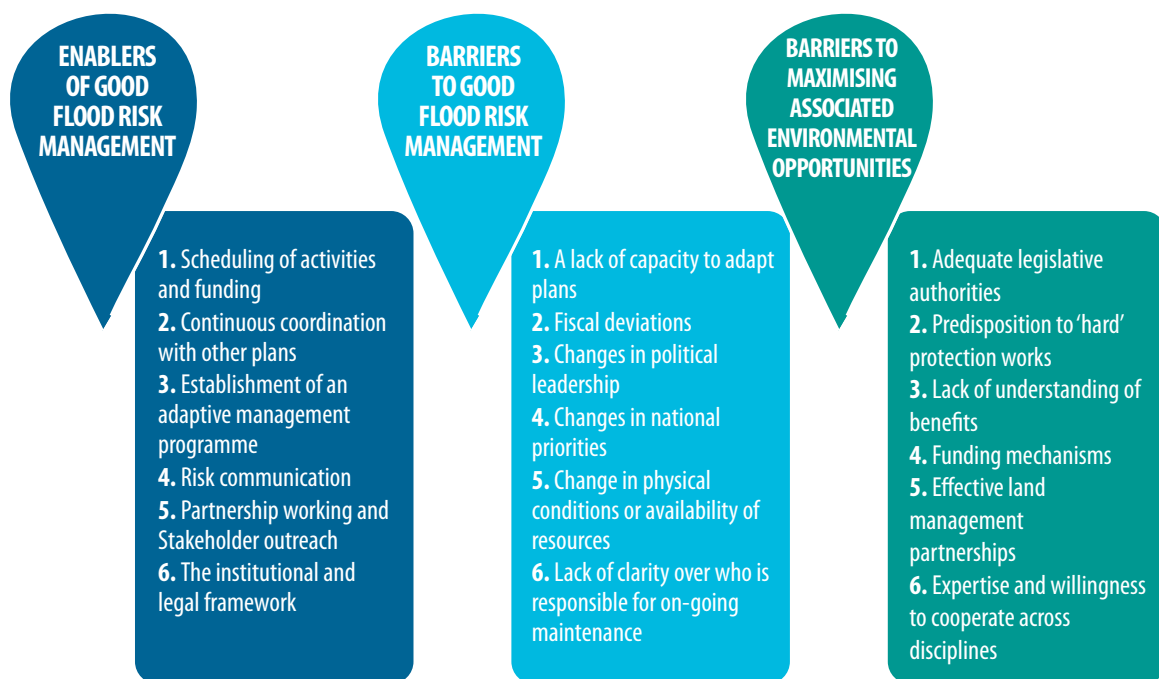 ENABLERS
OF GOOD
FLOOD RISK
MANAGEMENT
1. Scheduling of activities
and funding
2. Continuous coordination
with other plans
3. Establishment of an
adaptive management
programme
4. Risk communication
5. Partnership working and
Stakeholder outreach
6. The institutional and
legal framework
BARRIERS
TO GOOD
FLOOD RISK
MANAGEMENT
1. A lack of capacity to adapt
plans
2. Fiscal deviations
3. Changes in political
leadership
4. Changes in national
priorities
5. Change in physical
conditions or availability of
resources
6. Lack of clarity over who is
responsible for on-going
maintenance
BARRIERS TO
MAXIMISING
ASSOCIATED
ENVIRONMENTAL
OPPORTUNITIES
1. Adequate legislative
authorities
2. Predisposition to ‘hard’
protection works
3. Lack of understanding of
benefits
4. Funding mechanisms
5. Effective land
management
partnerships
6. Expertise and willingness
to cooperate across
disciplines